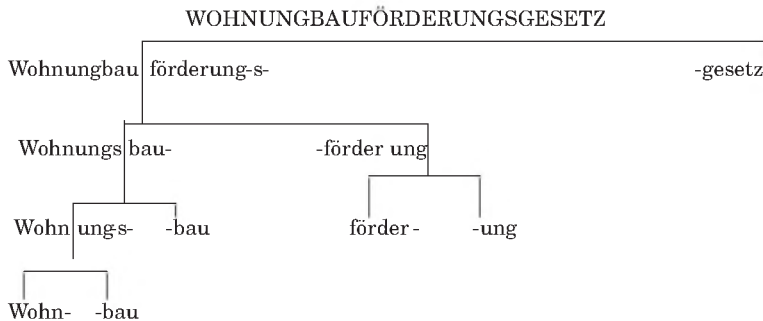 WOHNUNGBAUFÖRDERUNGSGESETZ
Wohnungbau förderung-s- -gesetz
Wohnungs bau- -förder ung
Wohn ung-s- -bau förder- -ung
Wohn- -bau